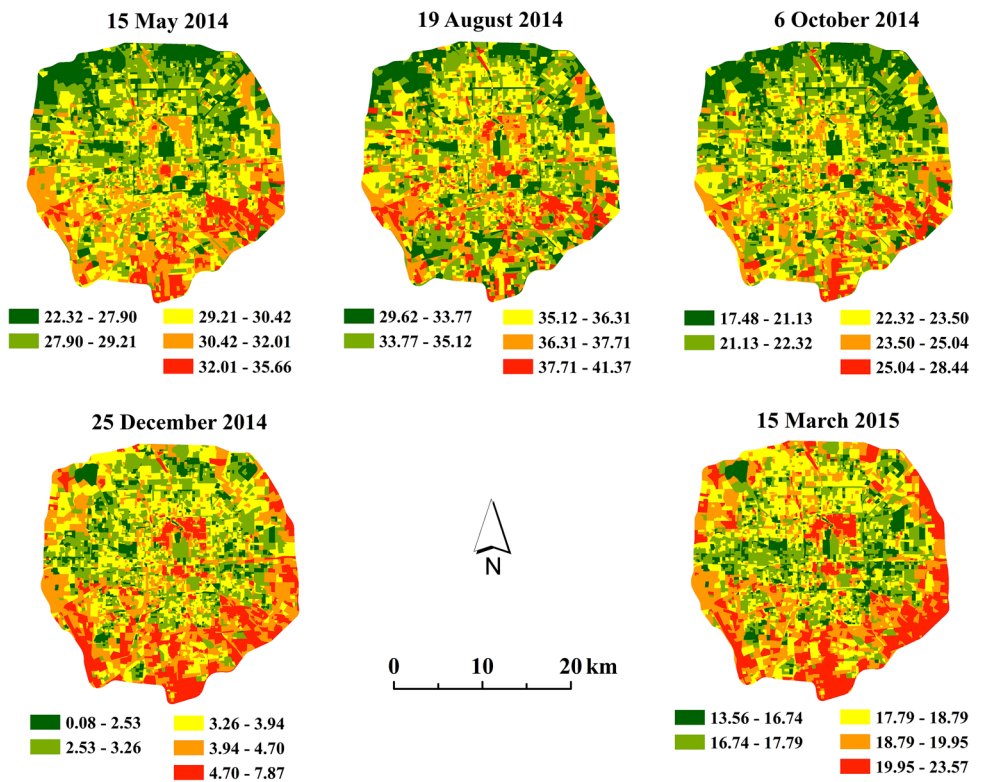 15 May 2014
19 August 2014
6 October 2014
22.32 - 27.90
29.21 - 30.42
27.90 - 29.21
30.42 - 32.01
32.01 - 35.66
29.62 - 33.77
35.12 - 36.31
33.77 - 35.12
36.31 - 37.71
37.71 - 41.37
17.48 - 21.13
22.32 - 23.50
21.13 - 22.32
23.50 - 25.04
25.04 - 28.44
25 December 2014
15 March 2015
N
0 10 20 km
0.08 - 2.53
3.26 - 3.94
2.53 - 3.26
3.94 - 4.70
4.70 - 7.87
13.56 - 16.74
17.79 - 18.79
16.74 - 17.79
18.79 - 19.95
19.95 - 23.57